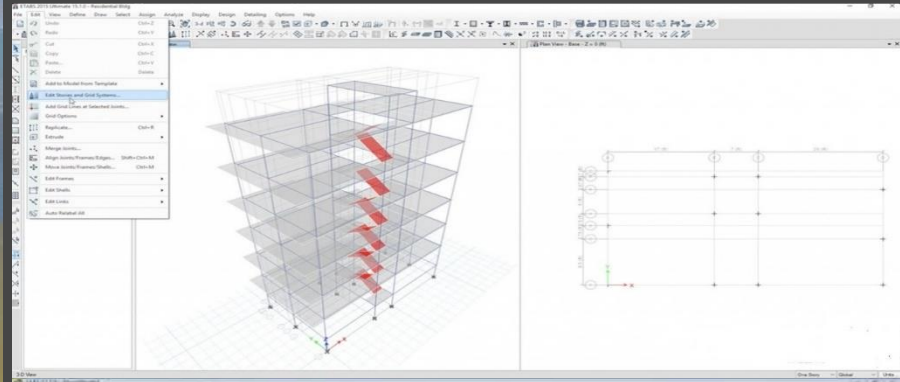 ETABS 2015 Ultimate 15.1.0 - Residential Bldg
Edit View Define Draw Select Assign Analyze Display Design Detailing Options Help
Undo Ctrl+Z
Redo Ctrl+Y
Cut Ctrl+X
Copy Ctrl+C
Paste... Ctrl+V
Delete Delete
Add to Model from Template
Edit Stories and Grid Systems...
Add Grid Lines at Selected Joints...
Grid Options
Replicate... Ctrl+R
Extrude
Merge Joints...
Align Joints/Frames/Edges... Shift+Ctrl+M
Move Joints/Frames/Shells... Ctrl+M
Edit Frames
Edit Shells
Edit Links
Auto Relabel All
Plan View - Base - Z = 0 (ft)
3-D View
One Story Global Units